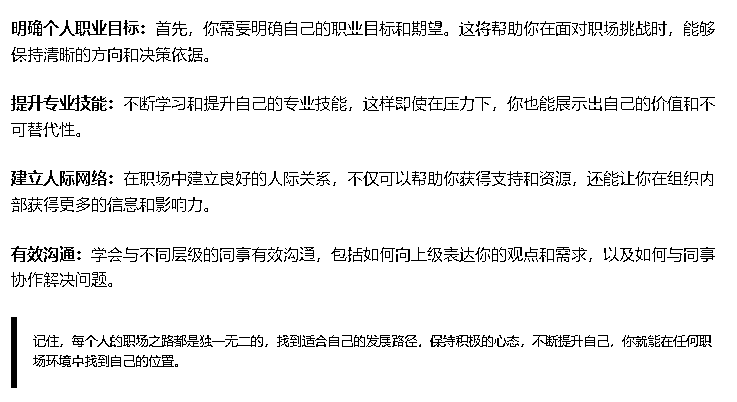 明确个人职业目标：首先，你需要明确自己的职业目标和期望。这将帮助你在面对职场挑战时，能够
保持清晰的方向和决策依据。
提升专业技能：不断学习和提升自己的专业技能，这样即使在压力下，你也能展示出自己的价值和不
可替代性。
建立人际网络：在职场中建立良好的人际关系，不仅可以帮助你获得支持和资源，还能让你在组织内
部获得更多的信息和影响力。
有效沟通：学会与不同层级的同事有效沟通，包括如何向上级表达你的观点和需求，以及如何与同事
协作解决问题。
记住，每个人的职场之路都是独一无二的，找到适合自己的发展路径，保持积极的心态，不断提升自己，你就能在任何职
场环境中找到自己的位置。